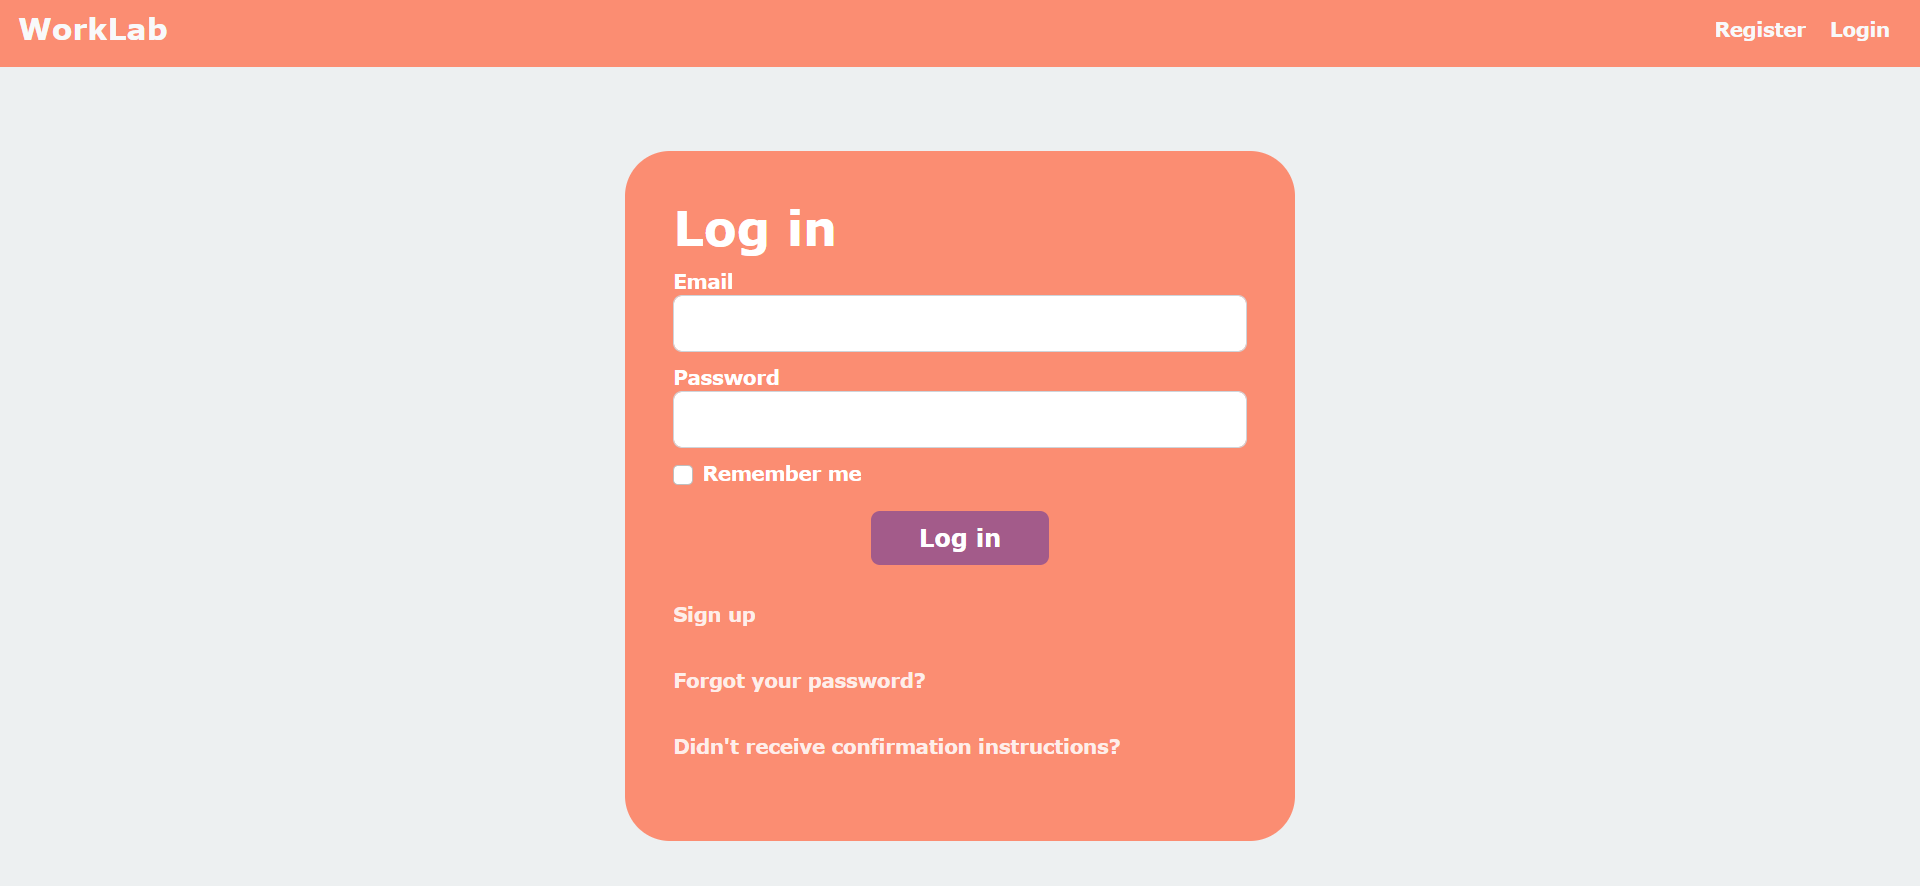 WorkLab
Register Login
Log in
Email
Password
Remember me
Log in
Sign up
Forgot your password?
Didn't receive confirmation instructions?